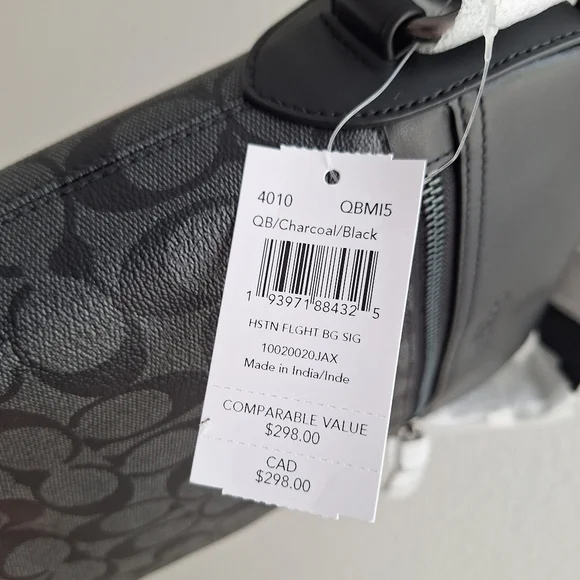 4010 QBMI5
QB/Charcoal/Black
1 93971 88432 5
HSTN FLGHT BG SIG
10020020JAX
Made in India/Inde
COMPARABLE VALUE
$298.00
CAD
$298.00